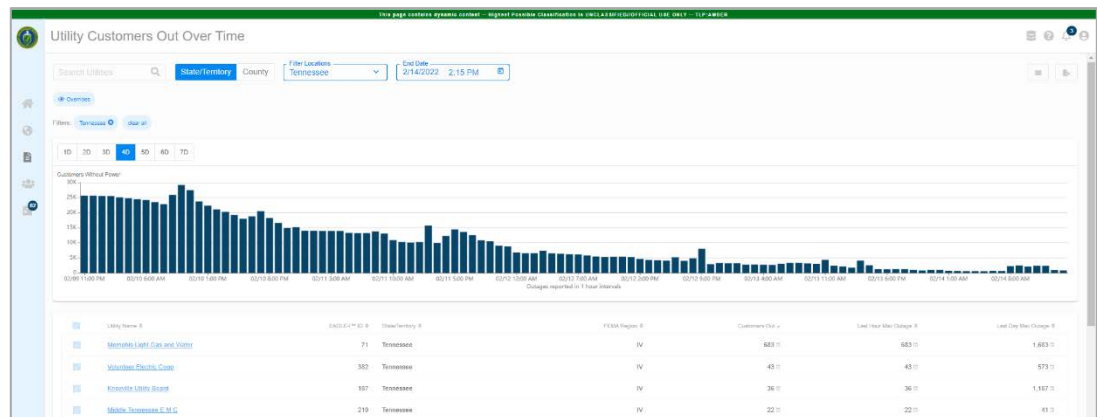 This page contains dynamic content -- Highest Possible Classification is UNCLASSIFIED/OFFICIAL USE ONLY -- TLP:AMBER
Utility Customers Out Over Time
3
Search Utilities
State/Territory County
Filter Locations
Tennessee
End Date
2/14/2022 2:15 PM
Overrides
Filters: Tennessee clear all
62
1D 2D 3D 4D 5D 6D 7D
Customers Without Power
30K
25K
20K
15K
10K
5K
0
02/09 11:00 PM 02/10 6:00 AM 02/10 1:00 PM 02/10 8:00 PM 02/11 3:00 AM 02/11 10:00 AM 02/11 5:00 PM 02/12 12:00 AM 02/12 7:00 AM 02/12 2:00 PM 02/12 9:00 PM 02/13 4:00 AM 02/13 11:00 AM 02/13 6:00 PM 02/14 1:00 AM 02/14 8:00 AM
Outages reported in 1 hour intervals
Utility Name EAGLE-I™ ID State/Territory FEMA Region Customers Out Last Hour Max Outage Last Day Max Outage
Memphis Light Gas and Water 71 Tennessee IV 683 683 1,683
Volunteer Electric Coop 382 Tennessee IV 43 43 573
Knoxville Utility Board 187 Tennessee IV 36 36 1,187
Middle Tennessee E M C 219 Tennessee IV 22 22 41